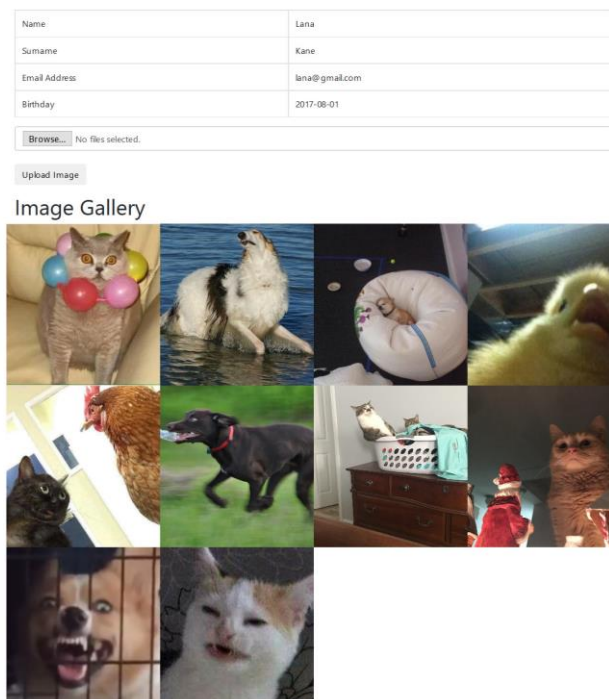 Name Lana
Surname Kane
Email Address lana@gmail.com
Birthday 2017-08-01
Browse... No files selected.
Upload Image
Image Gallery